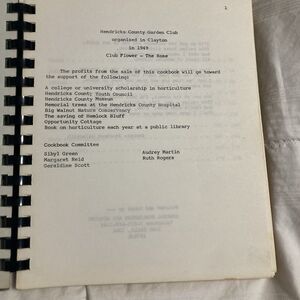 1
Hendricks County Garden Club
organized in Clayton
in 1949
Club Flower - The Rose
The profits from the sale of this cookbook will go toward
the support of the following:
A college or university scholarship in horticulture
Hendricks County Youth Council
Hendricks County Museum
Memorial trees at the Hendricks County Hospital
Big Walnut Nature Conservancy
The saving of Hemlock Bluff
Opportunity Cottage
Book on horticulture each year at a public library
Cookbook Committee
Sibyl Green Audrey Martin
Margaret Reid Ruth Rogers
Geraldine Scott